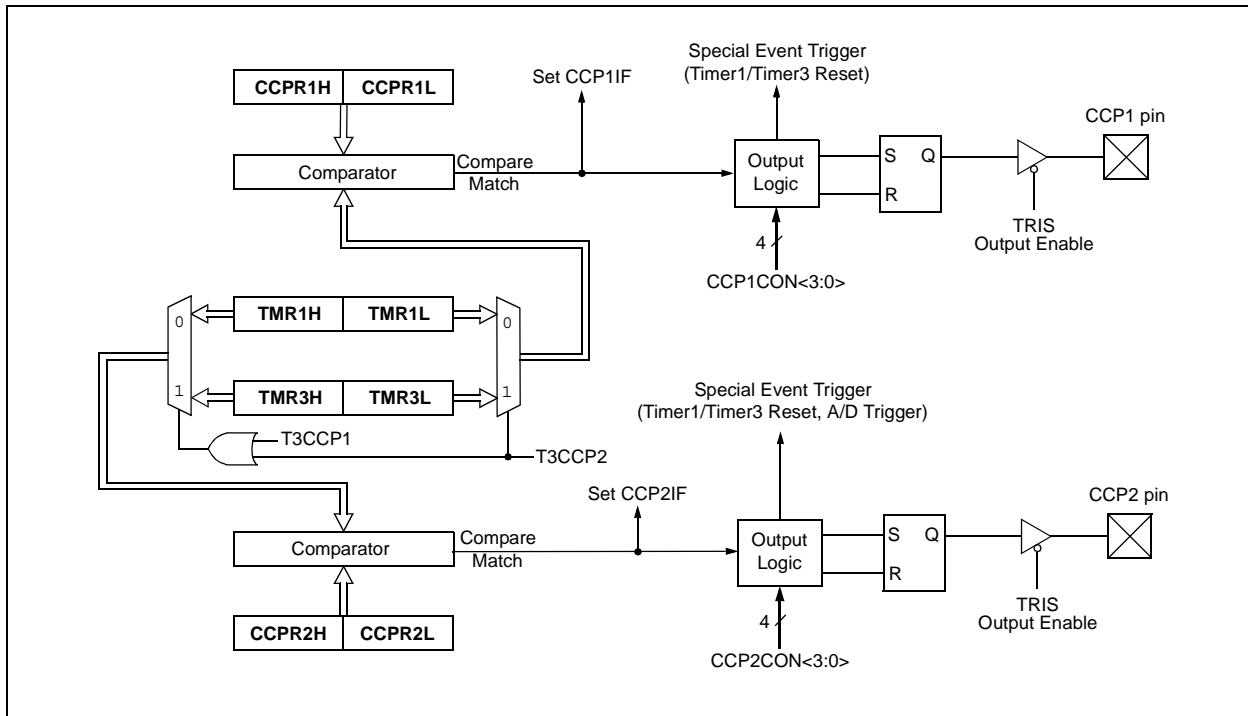 CCPR1H CCPR1L
Comparator
Compare
Match
Set CCP1IF
Special Event Trigger
(Timer1/Timer3 Reset)
Output
Logic
4
CCP1CON<3:0>
S Q
R
TRIS
Output Enable
CCP1 pin
0
1
TMR1H TMR1L
TMR3H TMR3L
0
1
T3CCP1
T3CCP2
Comparator
Compare
Match
CCPR2H CCPR2L
Set CCP2IF
Special Event Trigger
(Timer1/Timer3 Reset, A/D Trigger)
Output
Logic
4
CCP2CON<3:0>
S Q
R
TRIS
Output Enable
CCP2 pin